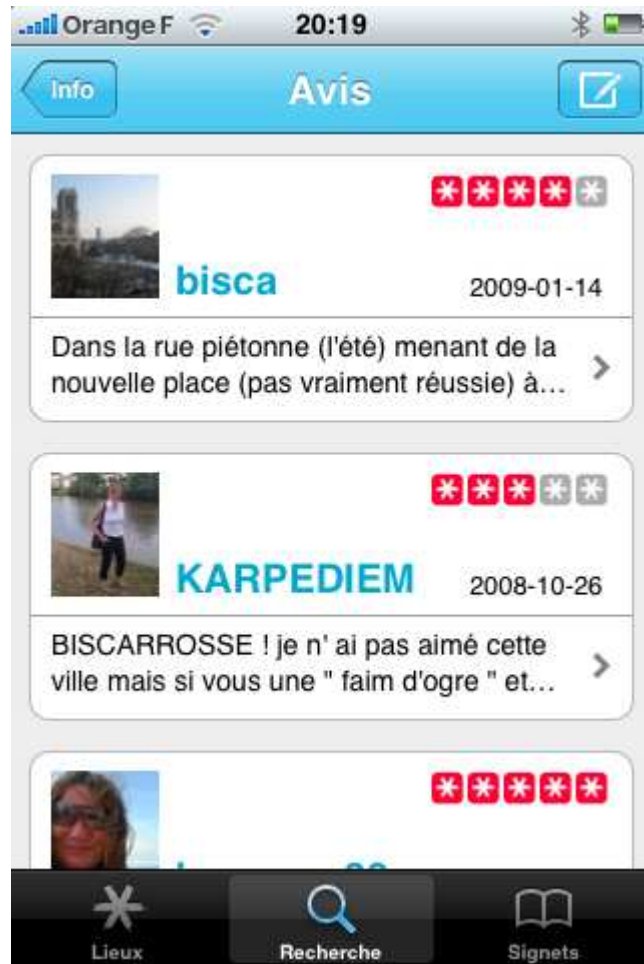 Orange F 20:19
Info Avis
bisca 2009-01-14
Dans la rue piétonne (l'été) menant de la
nouvelle place (pas vraiment réussie) à…
KARPEDIEM 2008-10-26
BISCARROSSE ! je n' ai pas aimé cette
ville mais si vous une " faim d'ogre " et…
Lieux Recherche Signets